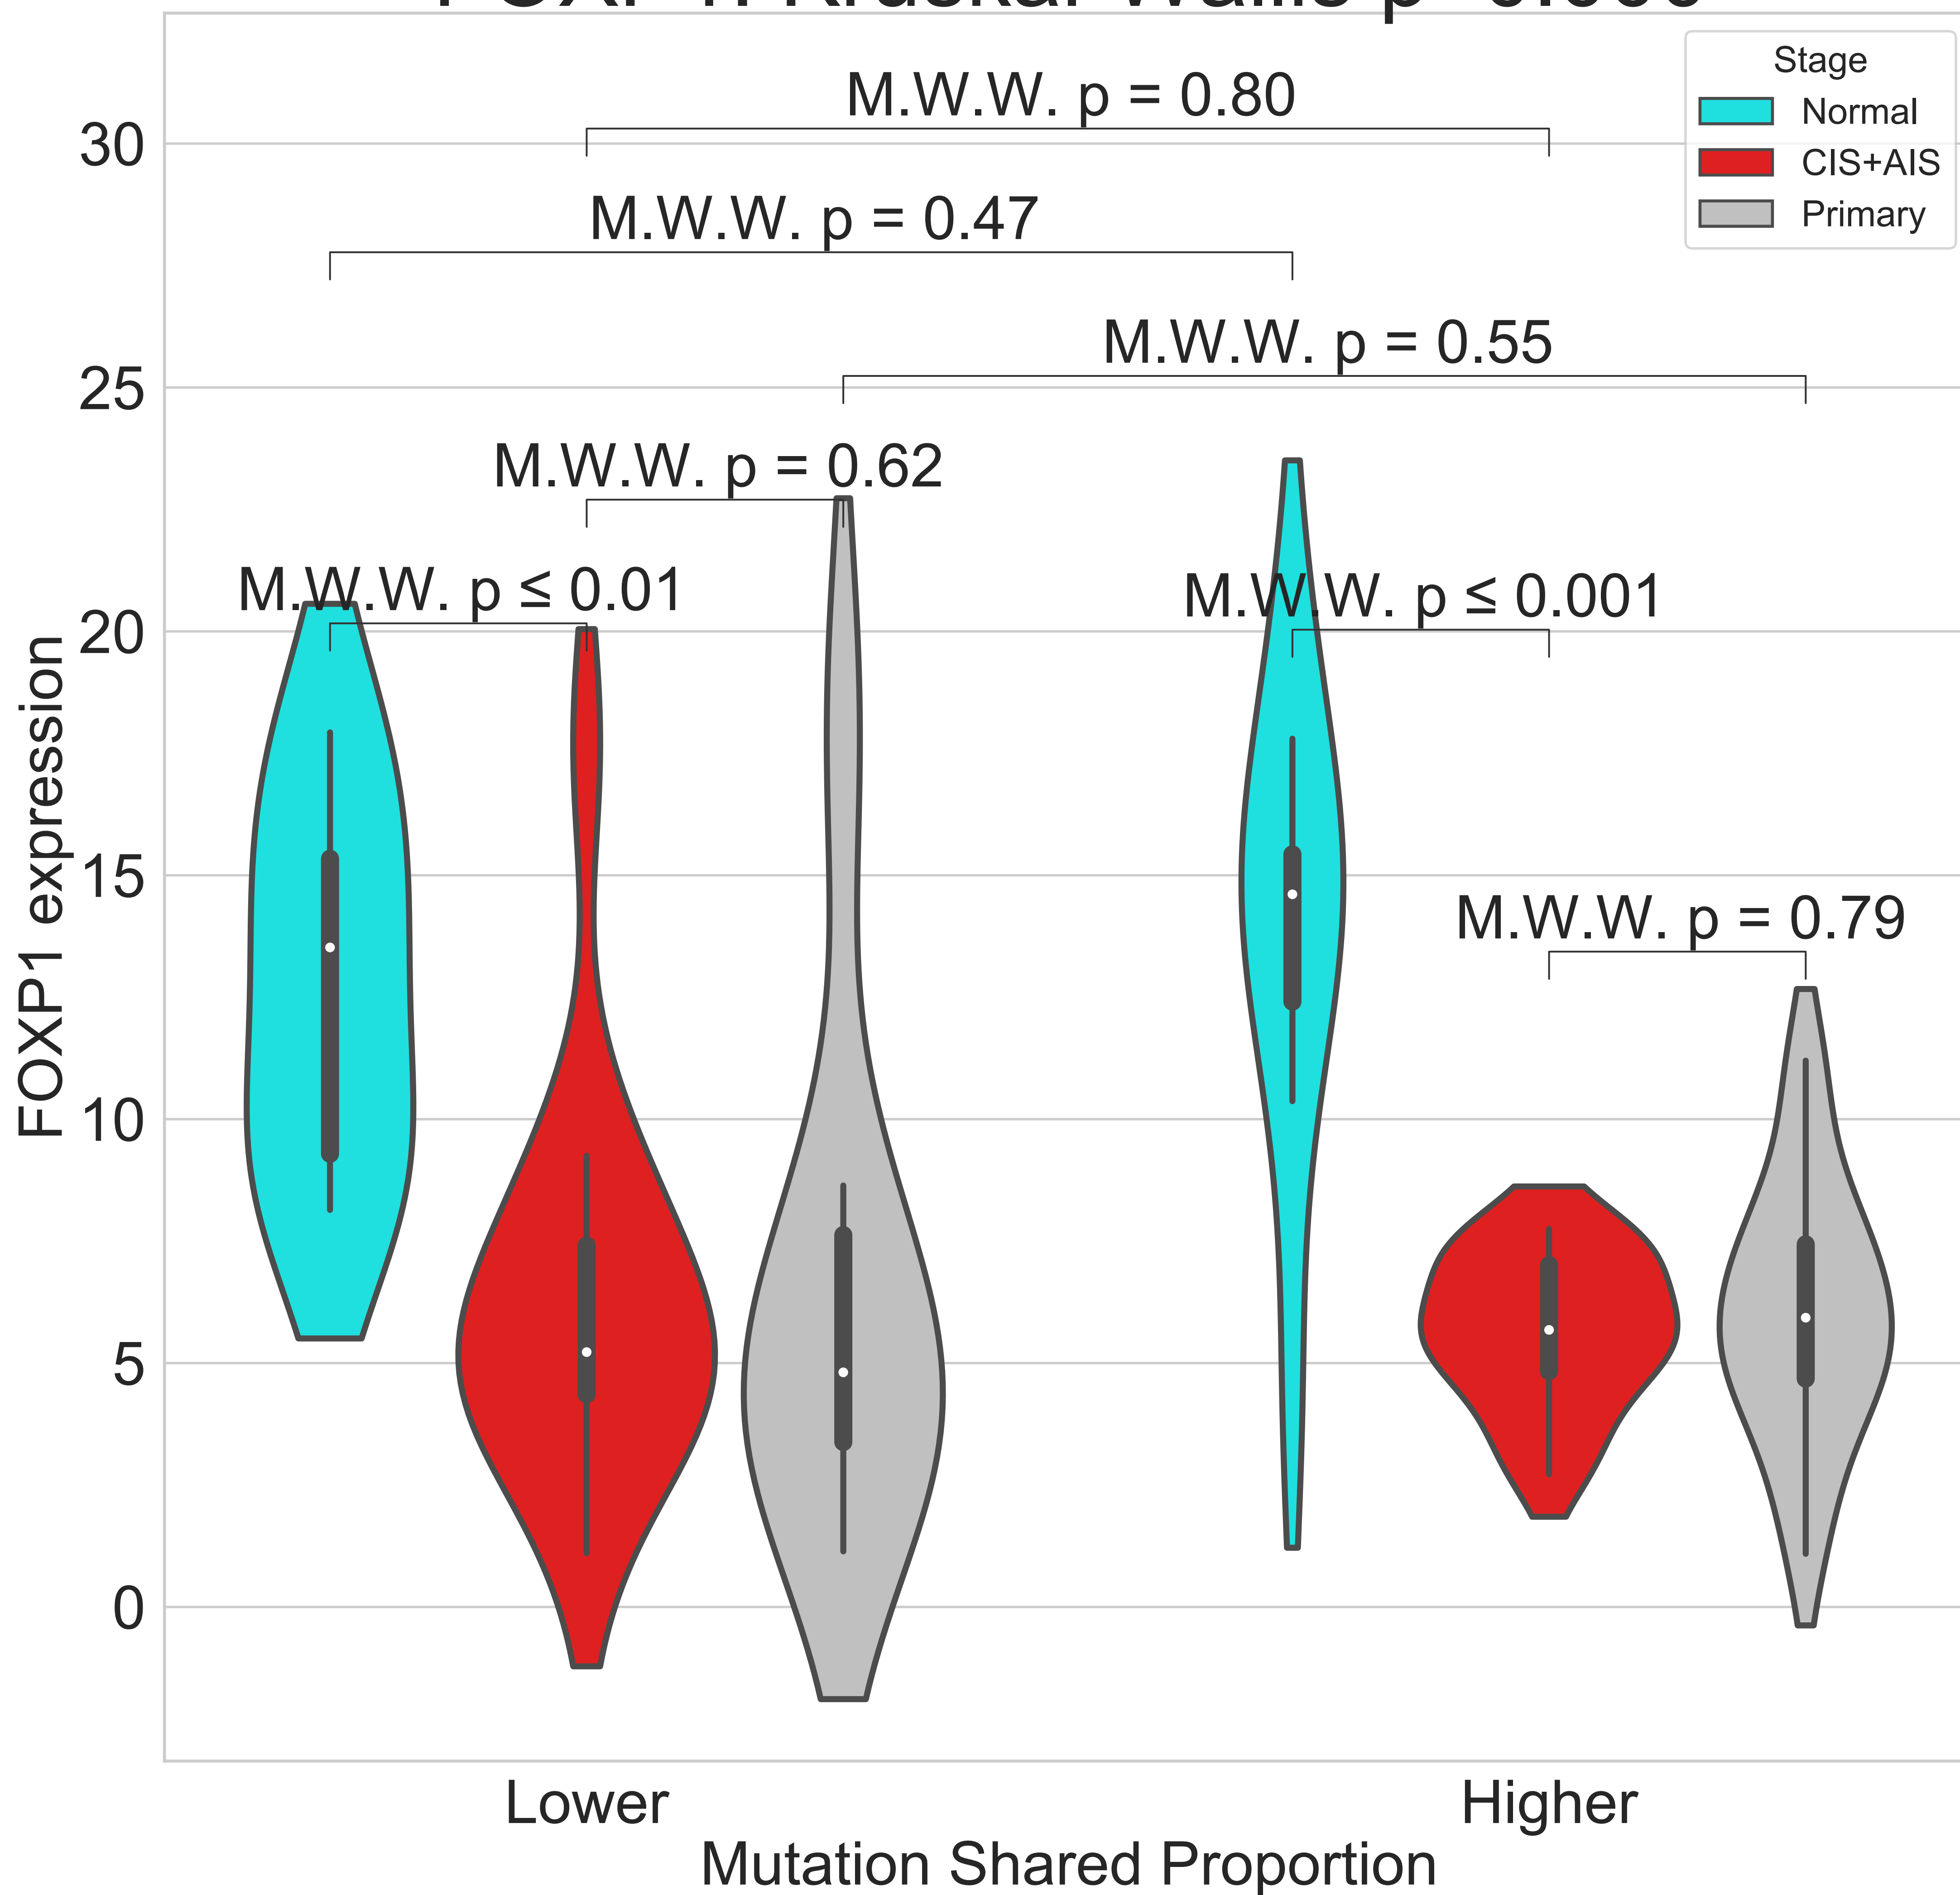 Stage
Normal
CIS+AIS
Primary
M.W.W. p = 0.80
M.W.W. p = 0.47
M.W.W. p = 0.55
M.W.W. p = 0.62
M.W.W. p ≤ 0.01
M.W.W. p ≤ 0.001
M.W.W. p = 0.79
30
25
20
15
10
5
0
FOXP1 expression
Lower
Higher
Mutation Shared Proportion